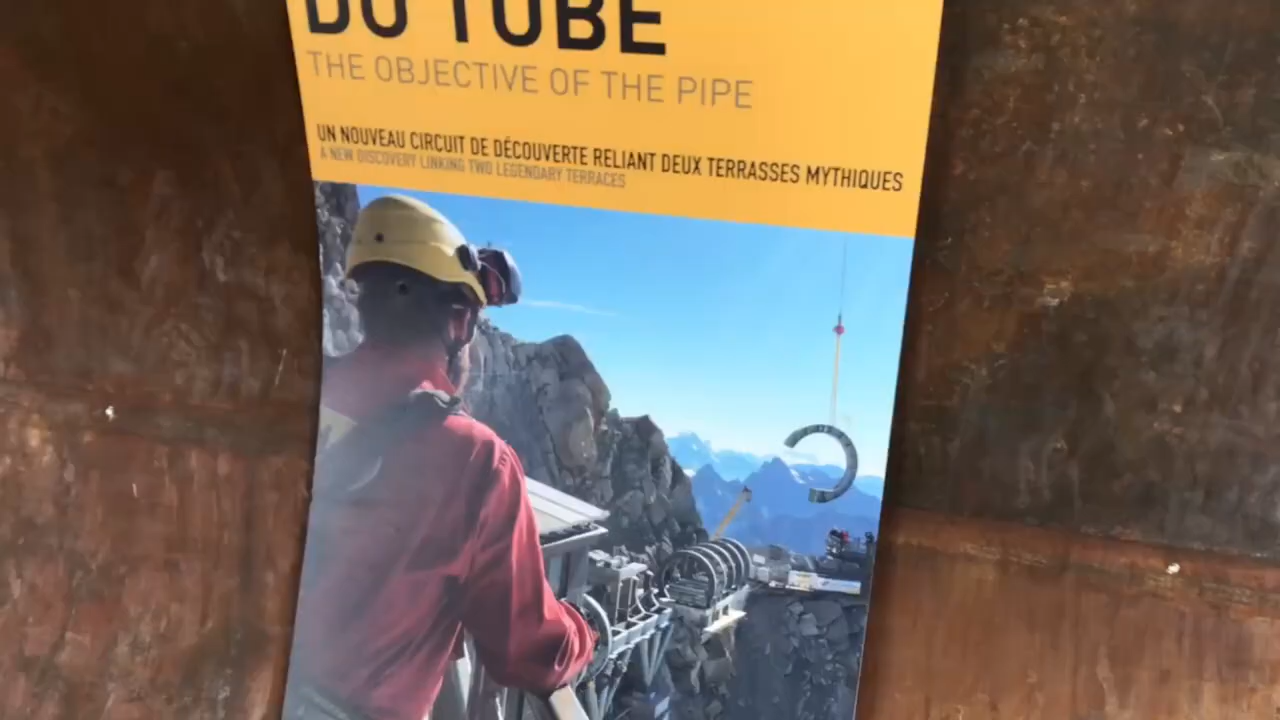 DU TUBE
THE OBJECTIVE OF THE PIPE
UN NOUVEAU CIRCUIT DE DÉCOUVERTE RELIANT DEUX TERRASSES MYTHIQUES
A NEW DISCOVERY LINKING TWO LEGENDARY TERRACES